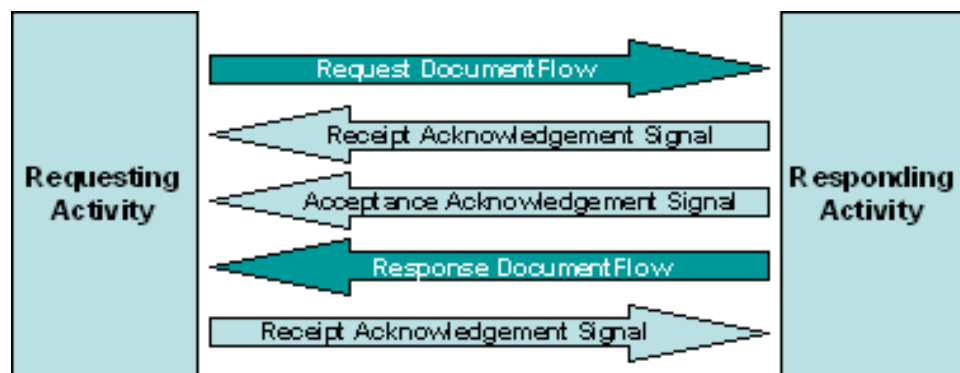 Request DocumentFlow
Receipt Acknowledgement Signal
Requesting
Activity
Acceptance Acknowledgement Signal
Responding
Activity
Response DocumentFlow
Receipt Acknowledgement Signal